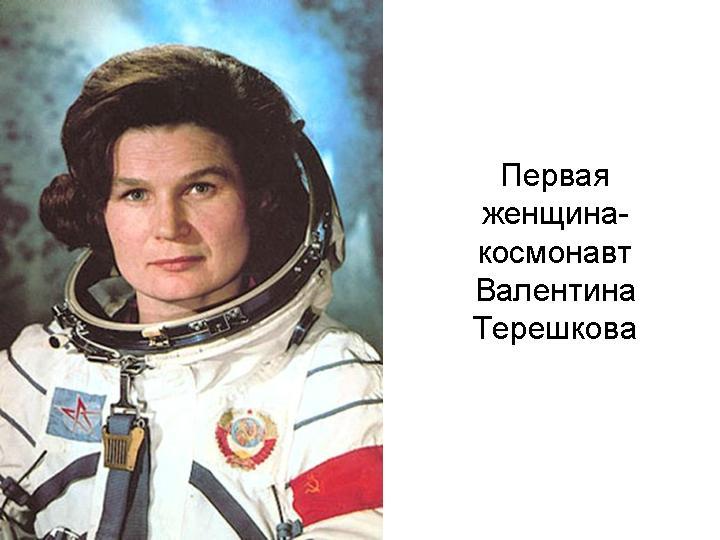 Первая
женщина-
космонавт
Валентина
Терешкова